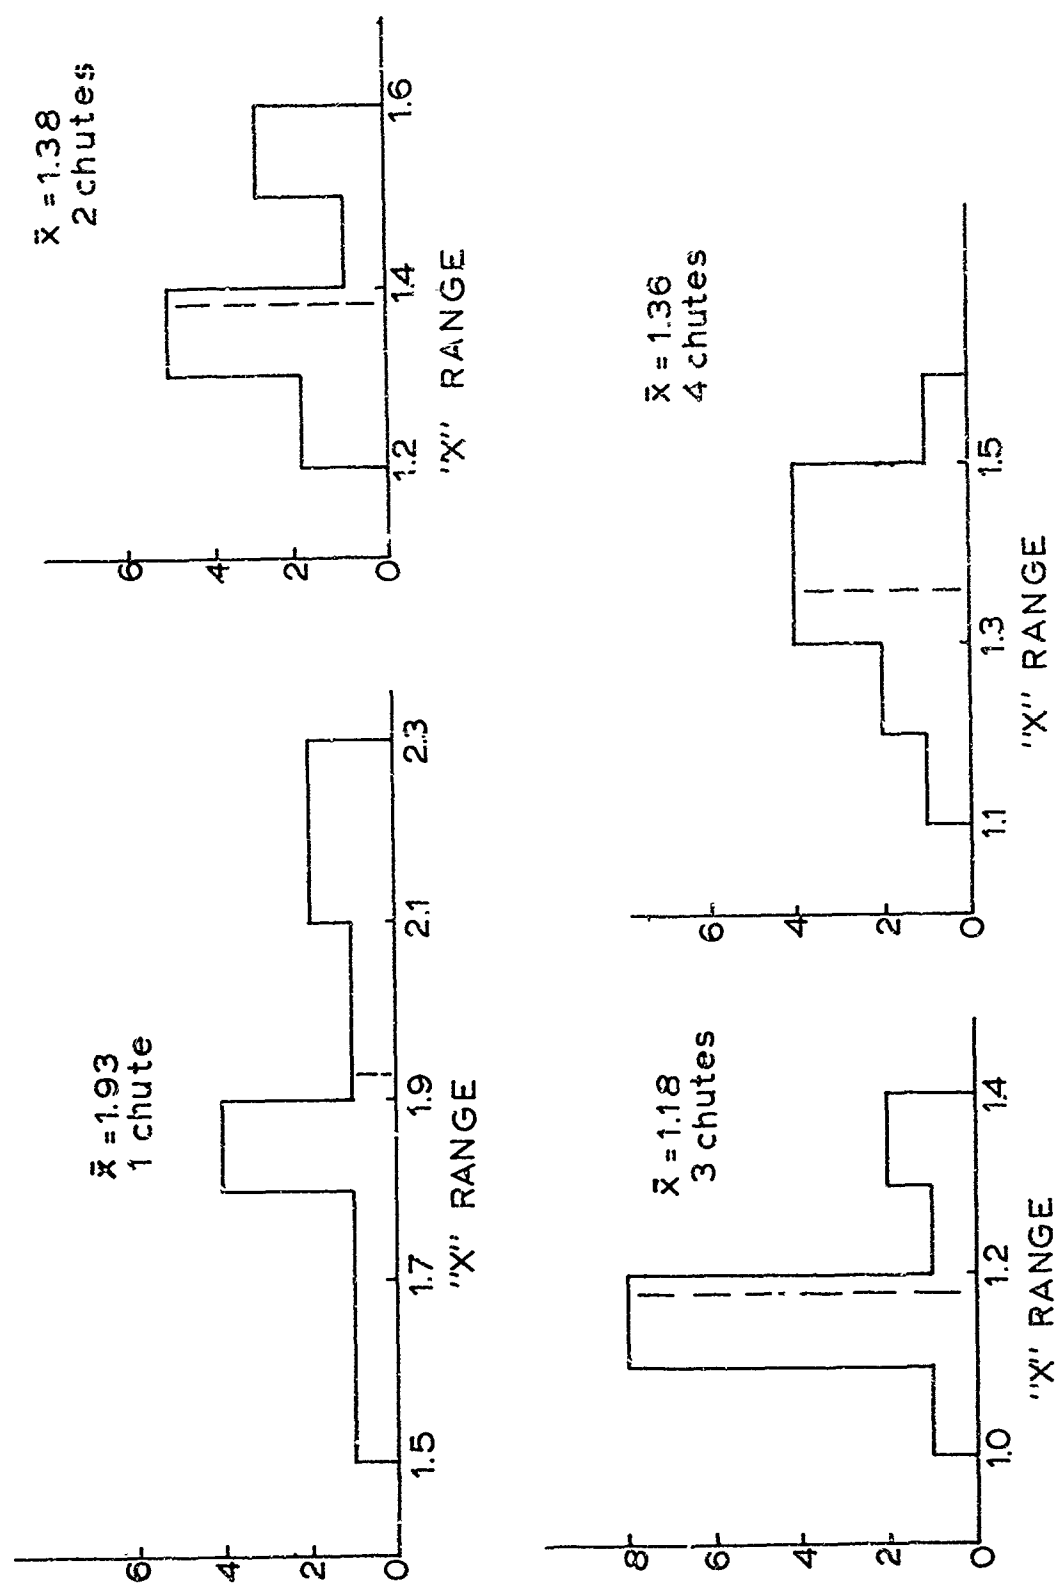 x̄ = 1.93
1 chute
6
4
2
0
1.5
1.7
1.9
2.1
2.3
"X" RANGE
x̄ = 1.38
2 chutes
6
4
2
0
1.2
1.4
1.6
"X" RANGE
x̄ = 1.18
3 chutes
8
6
4
2
0
1.0
1.2
1.4
"X" RANGE
x̄ = 1.36
4 chutes
6
4
2
0
1.1
1.3
1.5
"X" RANGE